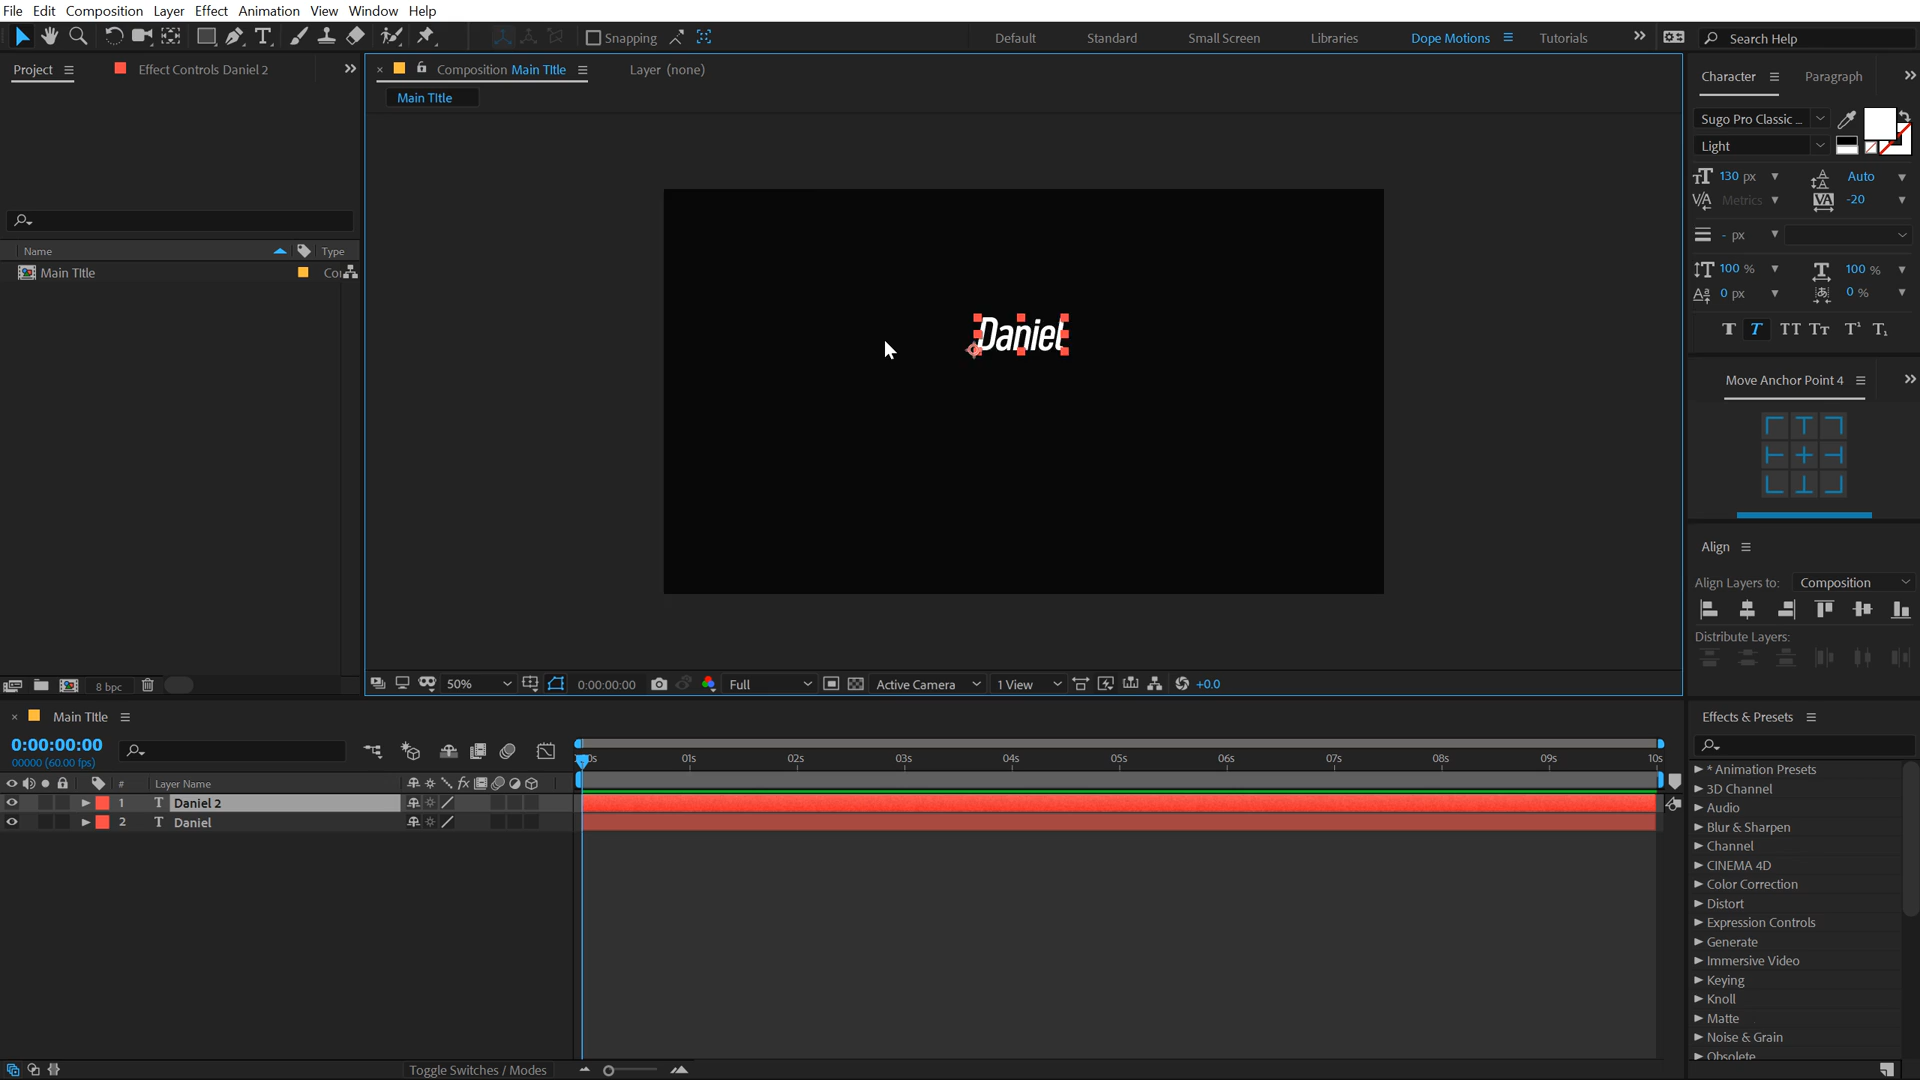 File Edit Composition Layer Effect Animation View Window Help
Snapping
Default Standard Small Screen Libraries Dope Motions Tutorials Search Help
Project Effect Controls Daniel 2
Composition Main TItle Layer (none)
Main TItle
Name Type
Main TItle
Daniel
8 bpc
50% 0:00:00:00 Full Active Camera 1 View +0.0
Character Paragraph
Sugo Pro Classic ...
Light
130 px Auto
Metrics -20
- px
100 % 100 %
0 px 0 %
T T TT Tт T¹ T₁
Move Anchor Point 4
Align
Align Layers to: Composition
Distribute Layers:
Main TItle
0:00:00:00
00000 (60.00 fps)
01s 02s 03s 04s 05s 06s 07s 08s 09s 10s
# Layer Name
1 T Daniel 2
2 T Daniel
Toggle Switches / Modes
Effects & Presets
* Animation Presets
3D Channel
Audio
Blur & Sharpen
Channel
CINEMA 4D
Color Correction
Distort
Expression Controls
Generate
Immersive Video
Keying
Knoll
Matte
Noise & Grain
Obsolete